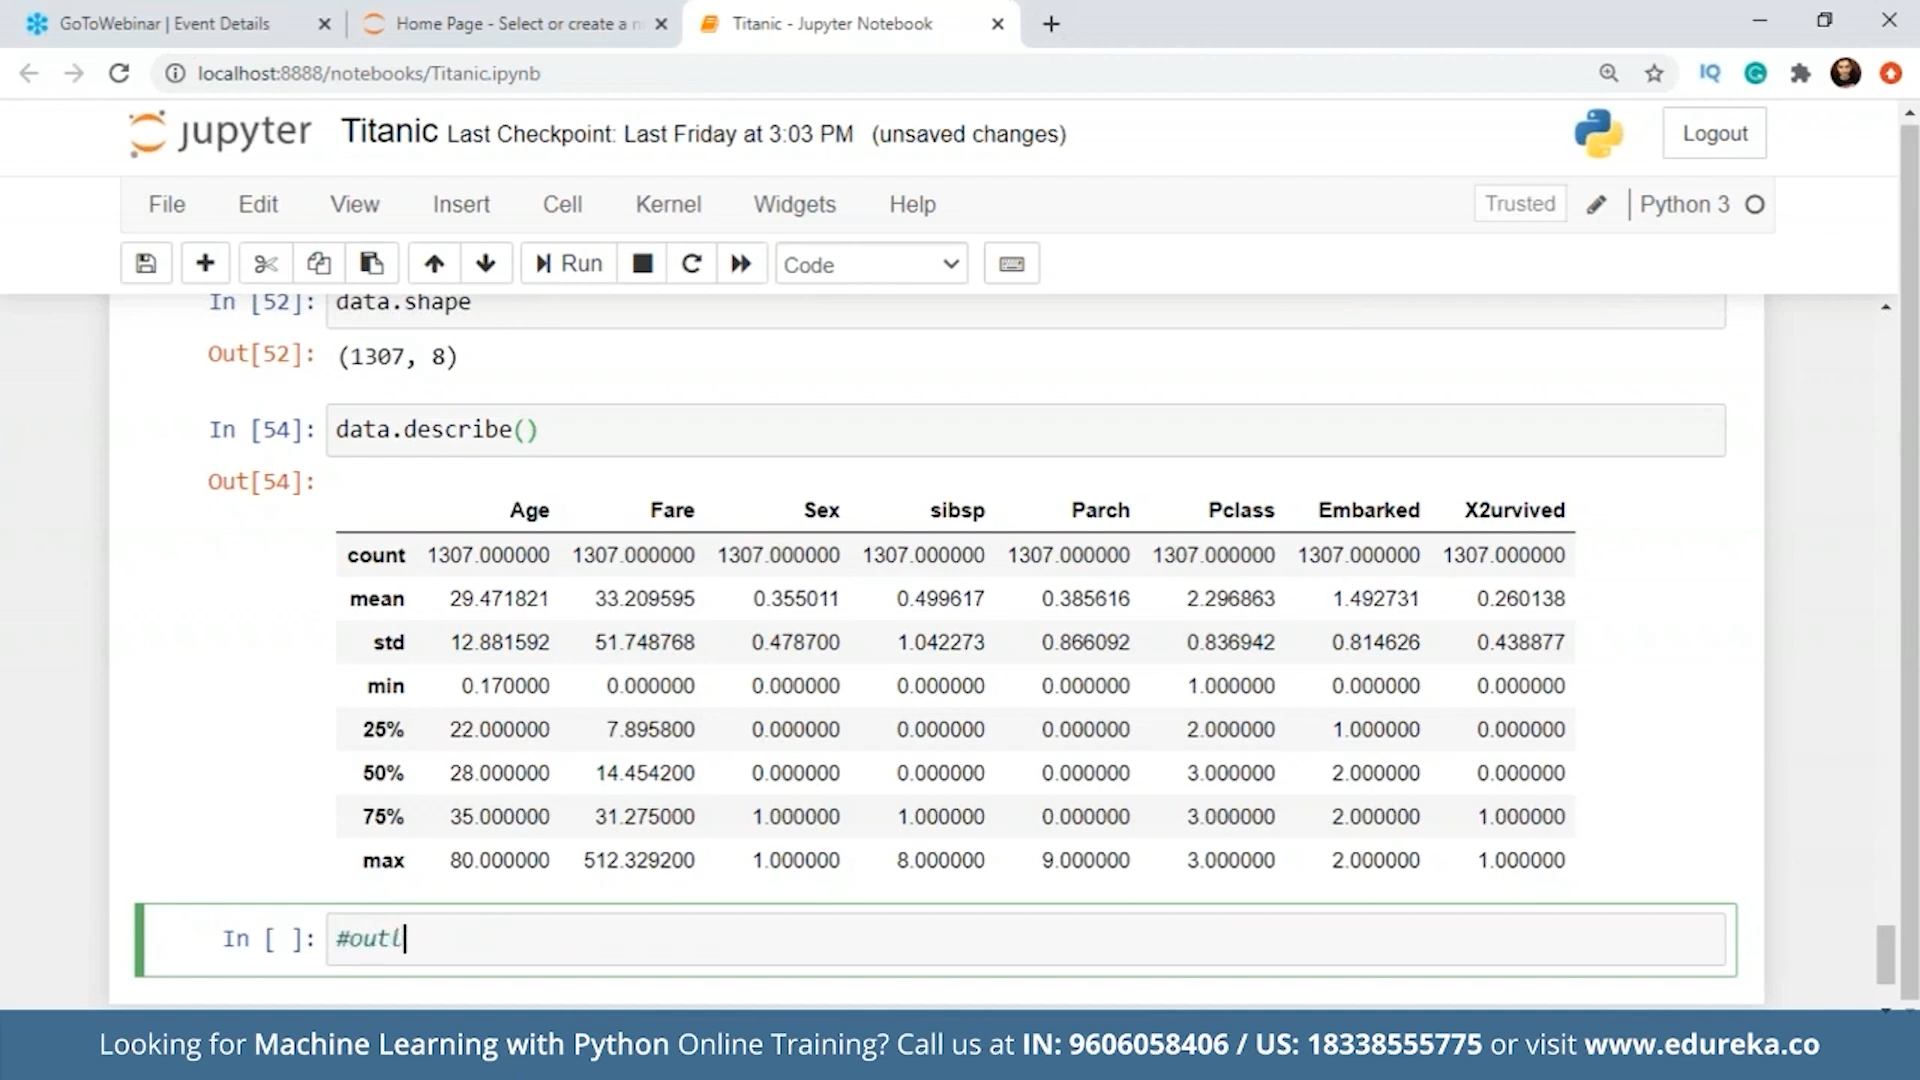 GoToWebinar | Event Details
Home Page - Select or create a n
Titanic - Jupyter Notebook
localhost:8888/notebooks/Titanic.ipynb
IQ
jupyter Titanic Last Checkpoint: Last Friday at 3:03 PM (unsaved changes)
Logout
File Edit View Insert Cell Kernel Widgets Help
Trusted Python 3
Run
Code
In [52]: data.shape
Out[52]: (1307, 8)
In [54]: data.describe()
Out[54]:
Age Fare Sex sibsp Parch Pclass Embarked X2urvived
count 1307.000000 1307.000000 1307.000000 1307.000000 1307.000000 1307.000000 1307.000000 1307.000000
mean 29.471821 33.209595 0.355011 0.499617 0.385616 2.296863 1.492731 0.260138
std 12.881592 51.748768 0.478700 1.042273 0.866092 0.836942 0.814626 0.438877
min 0.170000 0.000000 0.000000 0.000000 0.000000 1.000000 0.000000 0.000000
25% 22.000000 7.895800 0.000000 0.000000 0.000000 2.000000 1.000000 0.000000
50% 28.000000 14.454200 0.000000 0.000000 0.000000 3.000000 2.000000 0.000000
75% 35.000000 31.275000 1.000000 1.000000 0.000000 3.000000 2.000000 1.000000
max 80.000000 512.329200 1.000000 8.000000 9.000000 3.000000 2.000000 1.000000
In [ ]: #outl
Looking for Machine Learning with Python Online Training? Call us at IN: 9606058406 / US: 18338555775 or visit www.edureka.co